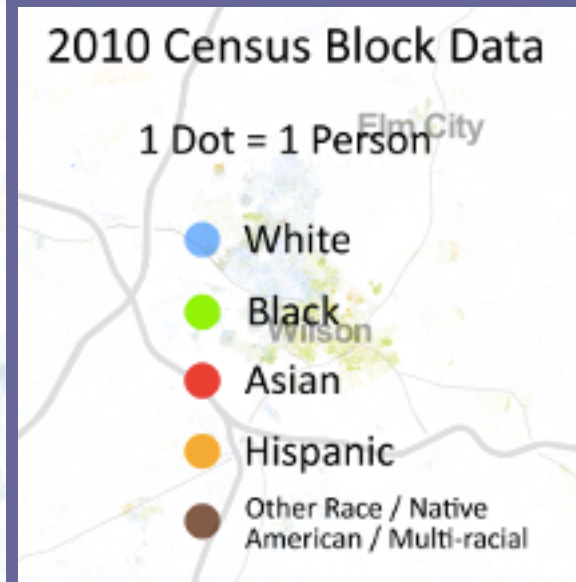 2010 Census Block Data
Elm City
1 Dot = 1 Person
White
Black
Wilson
Asian
Hispanic
Other Race / Native
American / Multi-racial